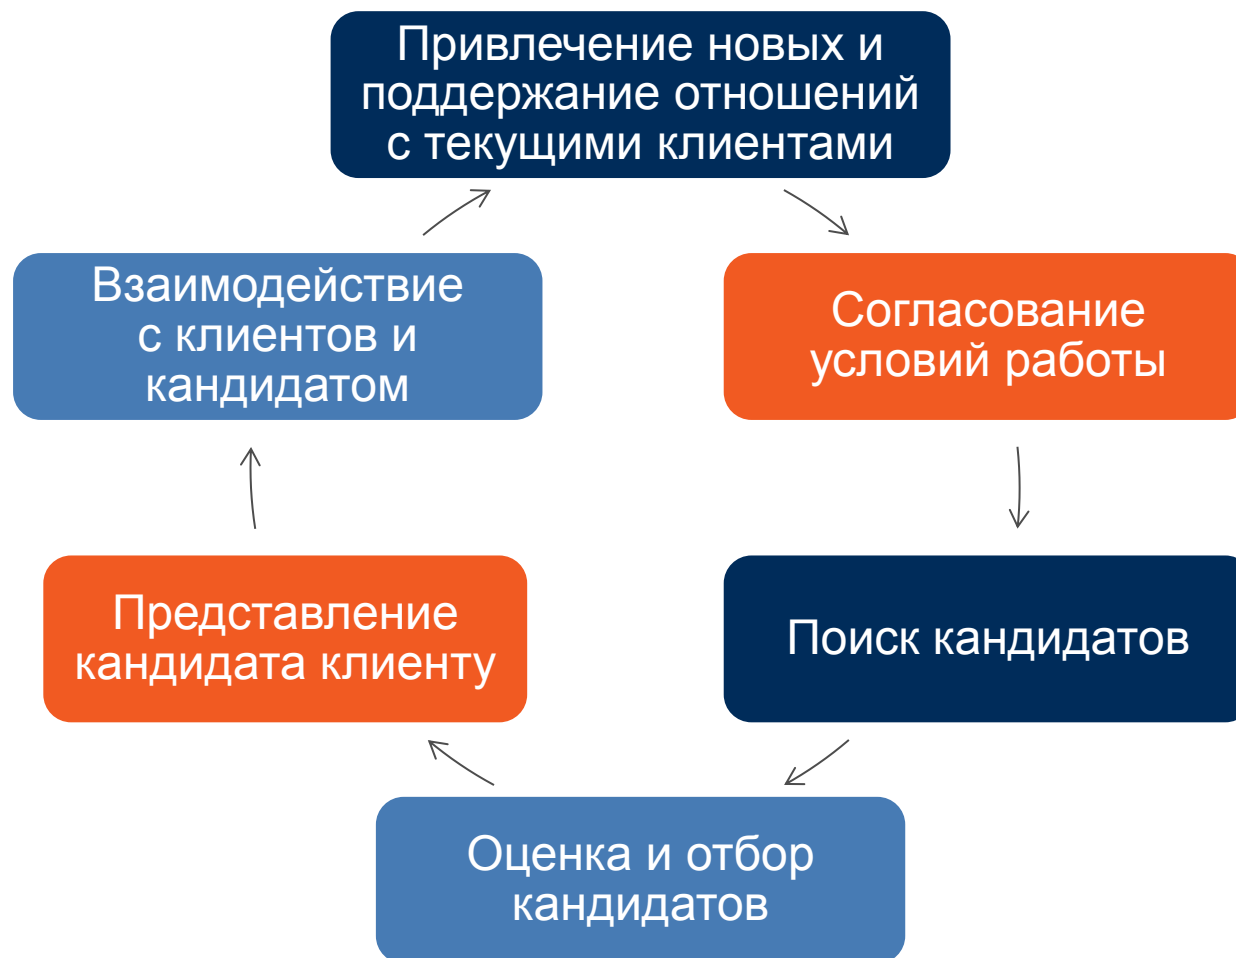 Привлечение новых и
поддержание отношений
с текущими клиентами
Согласование
условий работы
Поиск кандидатов
Оценка и отбор
кандидатов
Представление
кандидата клиенту
Взаимодействие
с клиентов и
кандидатом